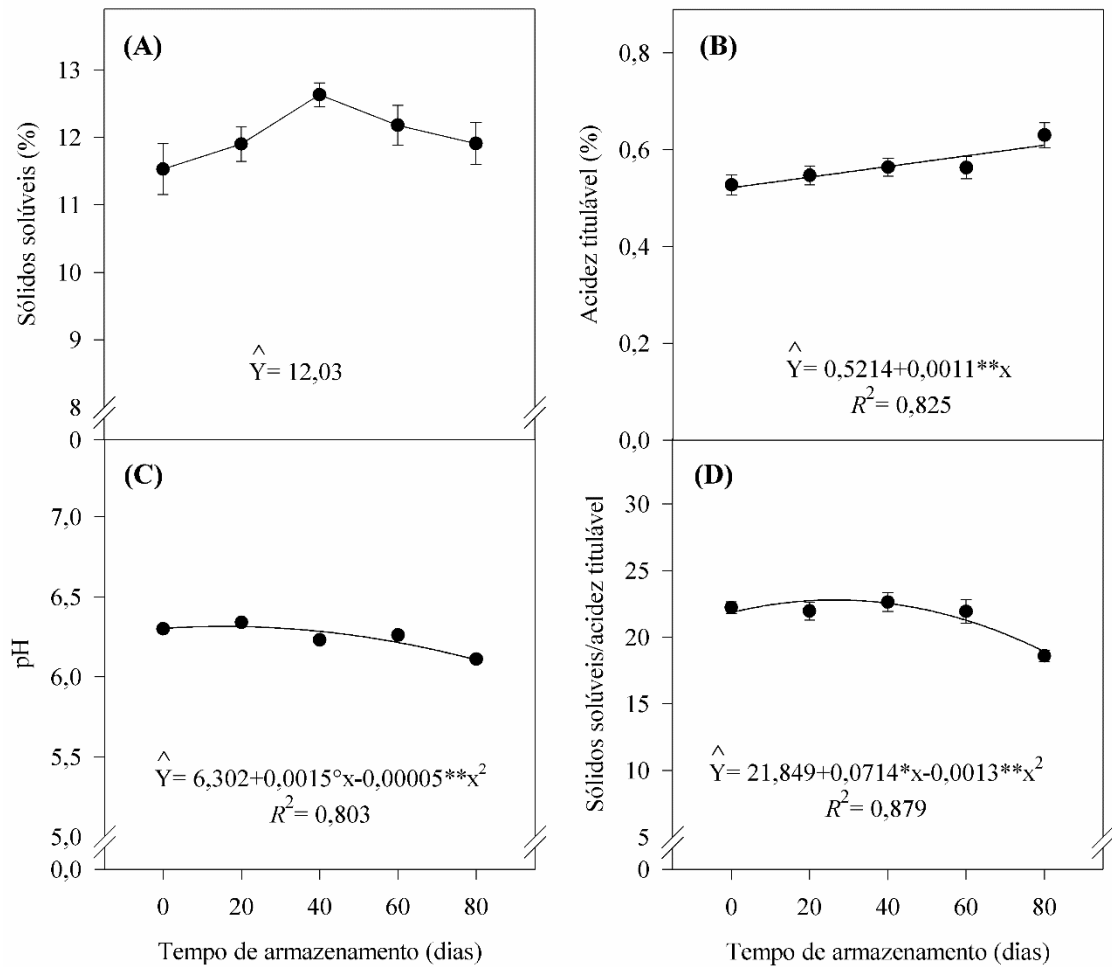 (A)
Sólidos solúveis (%)
13
12
11
10
9
8
0
^
Y= 12,03
(B)
Acidez titulável (%)
0,8
0,6
0,4
0,2
0,0
^
Y= 0,5214+0,0011**x
R²= 0,825
(C)
pH
7,0
6,5
6,0
5,5
5,0
0,0
^
Y= 6,302+0,0015°x-0,00005**x²
R²= 0,803
0 20 40 60 80
Tempo de armazenamento (dias)
(D)
Sólidos solúveis/acidez titulável
30
25
20
15
10
5
0
^
Y= 21,849+0,0714*x-0,0013**x²
R²= 0,879
0 20 40 60 80
Tempo de armazenamento (dias)